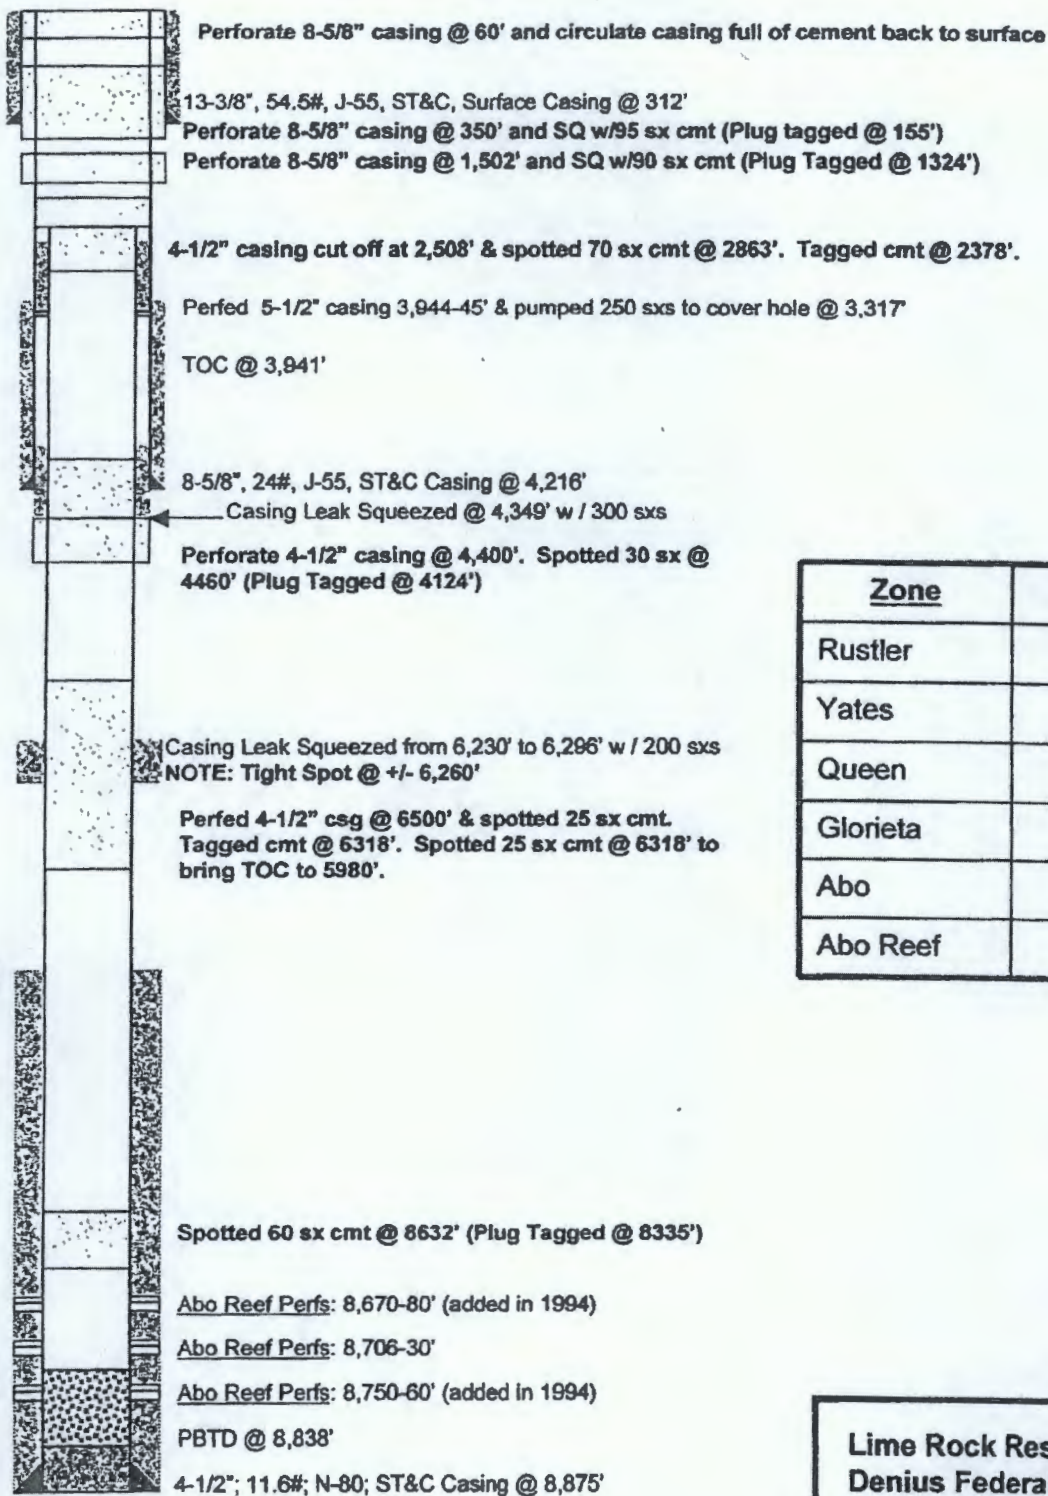 Perforate 8-5/8" casing @ 60' and circulate casing full of cement back to surface
13-3/8", 54.5#, J-55, ST&C, Surface Casing @ 312'
Perforate 8-5/8" casing @ 350' and SQ w/95 sx cmt (Plug tagged @ 155')
Perforate 8-5/8" casing @ 1,502' and SQ w/90 sx cmt (Plug Tagged @ 1324')
4-1/2" casing cut off at 2,508' & spotted 70 sx cmt @ 2863'. Tagged cmt @ 2378'.
Perfed 5-1/2" casing 3,944-45' & pumped 250 sxs to cover hole @ 3,317'
TOC @ 3,941'
8-5/8", 24#, J-55, ST&C Casing @ 4,216'
Casing Leak Squeezed @ 4,349' w / 300 sxs
Perforate 4-1/2" casing @ 4,400'. Spotted 30 sx @
4460' (Plug Tagged @ 4124')
Zone
Rustler
Yates
Queen
Glorieta
Abo
Abo Reef
Casing Leak Squeezed from 6,230' to 6,296' w / 200 sxs
NOTE: Tight Spot @ +/- 6,260'
Perfed 4-1/2" csg @ 6500' & spotted 25 sx cmt.
Tagged cmt @ 6318'. Spotted 25 sx cmt @ 6318' to
bring TOC to 5980'.
Spotted 60 sx cmt @ 8632' (Plug Tagged @ 8335')
Abo Reef Perfs: 8,670-80' (added in 1994)
Abo Reef Perfs: 8,706-30'
Abo Reef Perfs: 8,750-60' (added in 1994)
PBTD @ 8,838'
4-1/2"; 11.6#; N-80; ST&C Casing @ 8,875'
Lime Rock Res
Denius Federa